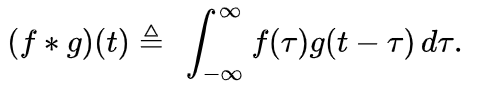 (f ∗ g)(t) ≜ ∫_{−∞}^{∞} f(τ)g(t − τ) dτ.